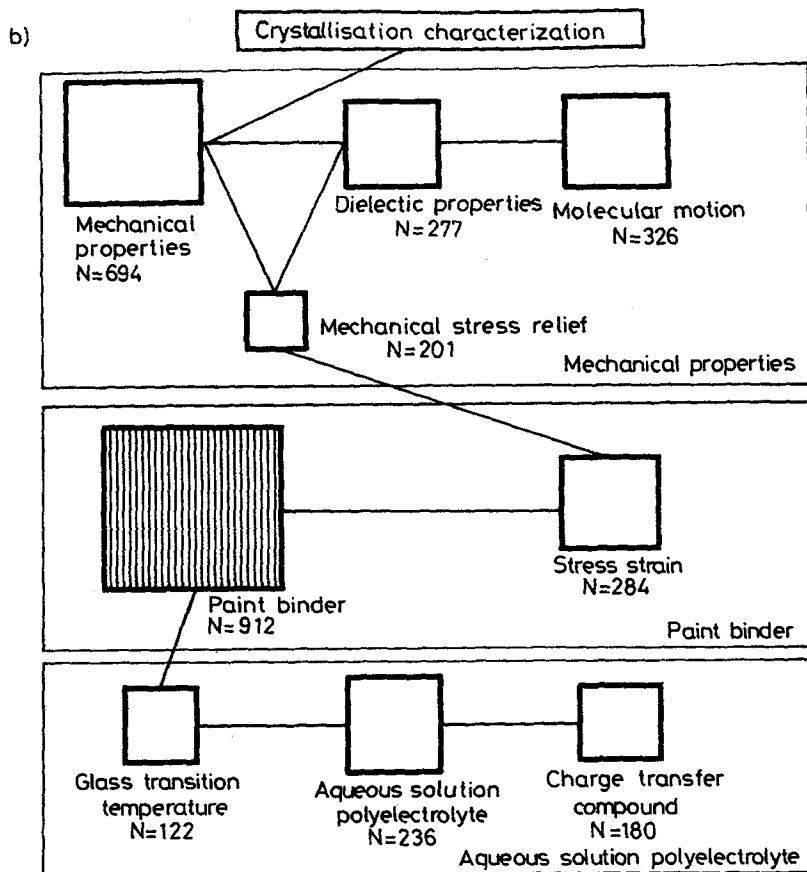 b)
Crystallisation characterization
Mechanical
properties
N=694
Dielectic properties
N=277
Molecular motion
N=326
Mechanical stress relief
N=201
Mechanical properties
Paint binder
N=912
Stress strain
N=284
Paint binder
Glass transition
temperature
N=122
Aqueous solution
polyelectrolyte
N=236
Charge transfer
compound
N=180
Aqueous solution polyelectrolyte